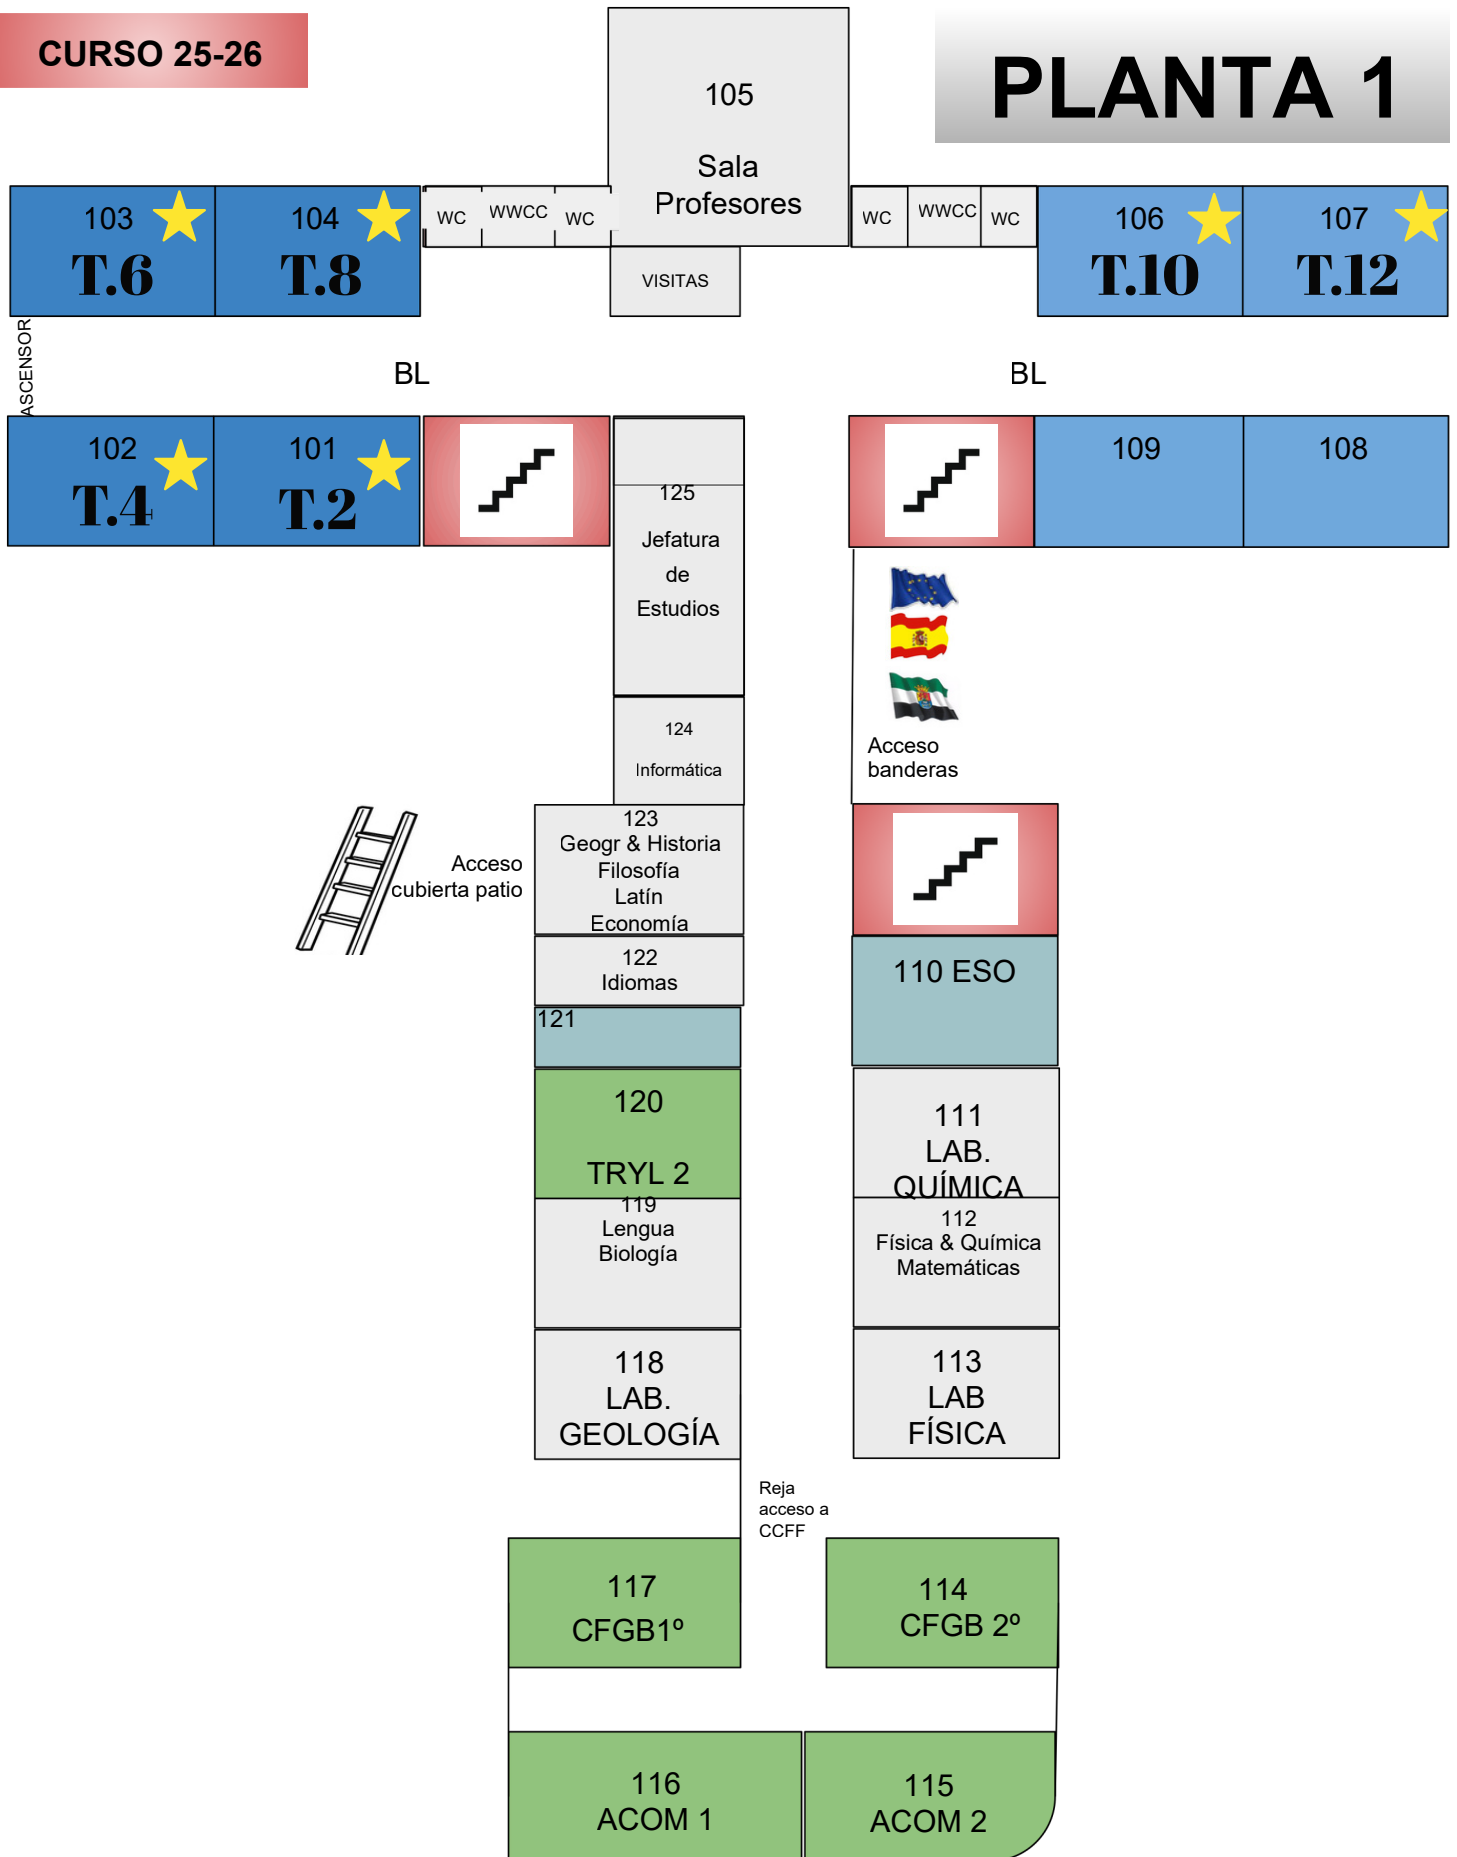 CURSO 25-26
PLANTA 1
105
Sala
Profesores
103
T.6
104
T.8
WC
WWCC
WC
WC
WWCC
WC
106
T.10
107
T.12
VISITAS
ASCENSOR
BL
BL
102
T.4
101
T.2
125
Jefatura
de
Estudios
109
108
Acceso
banderas
124
Informática
Acceso
cubierta patio
123
Geogr & Historia
Filosofía
Latín
Economía
122
Idiomas
110 ESO
121
120
TRYL 2
111
LAB.
QUÍMICA
119
Lengua
Biología
112
Física & Química
Matemáticas
118
LAB.
GEOLOGÍA
113
LAB
FÍSICA
Reja
acceso a
CCFF
117
CFGB1º
114
CFGB 2º
116
ACOM 1
115
ACOM 2